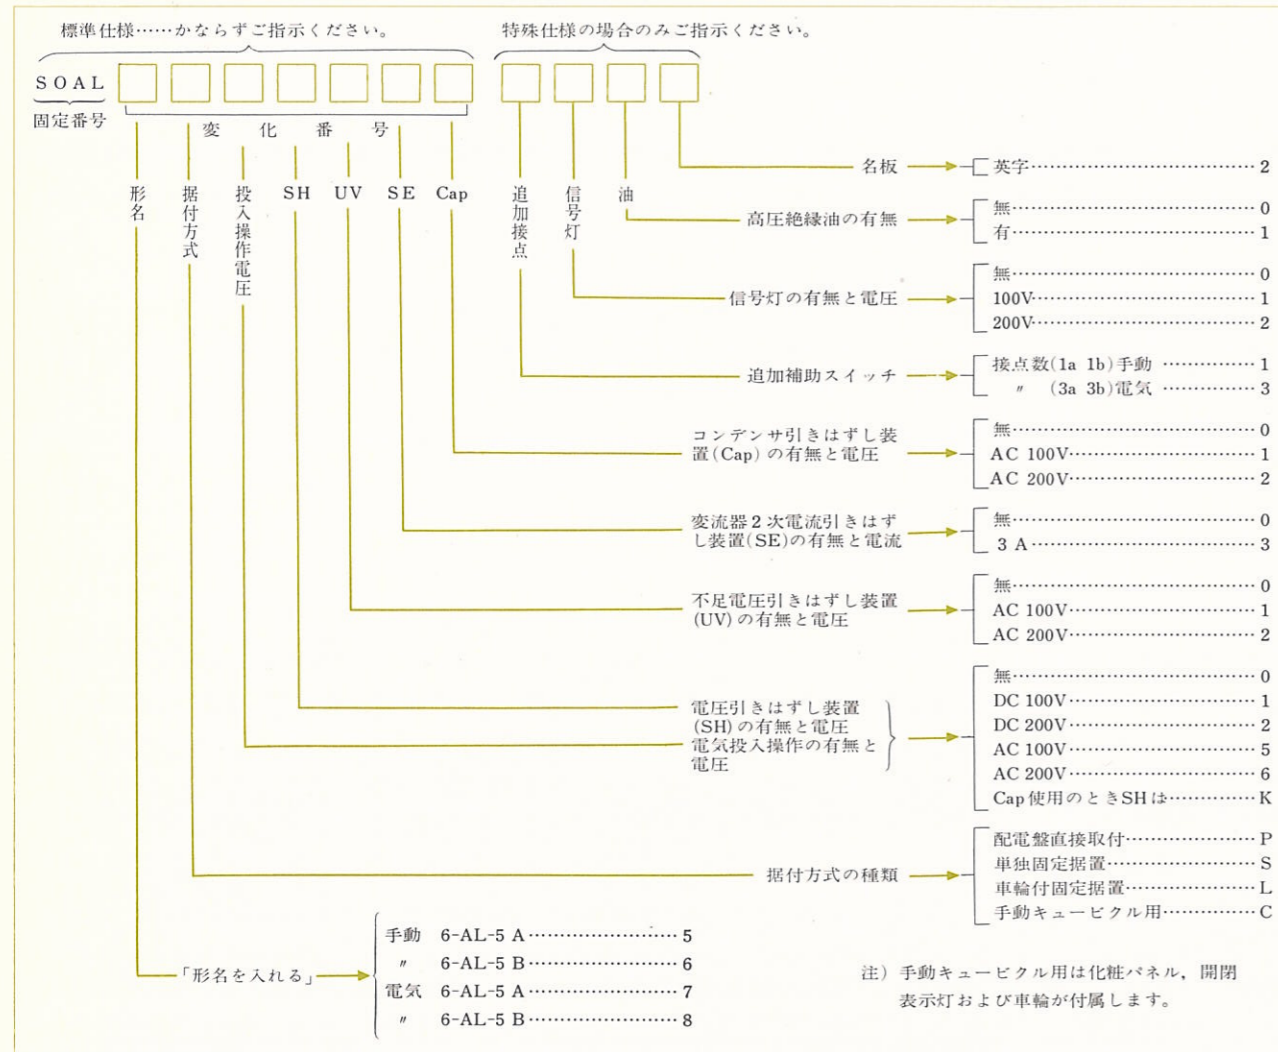 標準仕様……かならずご指示ください。
特殊仕様の場合のみご指示ください。
SOAL
固定番号
変化番号
形名
据付方式
投入操作電圧
SH
UV
SE
Cap
追加接点
信号灯
油
名板
英字…………………………2
高圧絶縁油の有無
無…………………………0
有…………………………1
信号灯の有無と電圧
無…………………………0
100V………………………1
200V………………………2
追加補助スイッチ
接点数(1a 1b)手動…………1
〃 (3a 3b)電気…………3
コンデンサ引きはずし装
置(Cap)の有無と電圧
無…………………………0
AC 100V……………………1
AC 200V……………………2
変流器2次電流引きはず
し装置(SE)の有無と電流
無…………………………0
3 A…………………………3
不足電圧引きはずし装置
(UV)の有無と電圧
無…………………………0
AC 100V……………………1
AC 200V……………………2
電圧引きはずし装置
(SH)の有無と電圧
電気投入操作の有無と
電圧
無…………………………0
DC 100V……………………1
DC 200V……………………2
AC 100V……………………5
AC 200V……………………6
Cap使用のときSHは…………K
据付方式の種類
配電盤直接取付………………P
単独固定据置…………………S
車輪付固定据置………………L
手動キュービクル用…………C
「形名を入れる」
手動 6-AL-5 A…………………5
〃 6-AL-5 B…………………6
電気 6-AL-5 A…………………7
〃 6-AL-5 B…………………8
注) 手動キュービクル用は化粧パネル,開閉
表示灯および車輪が付属します。